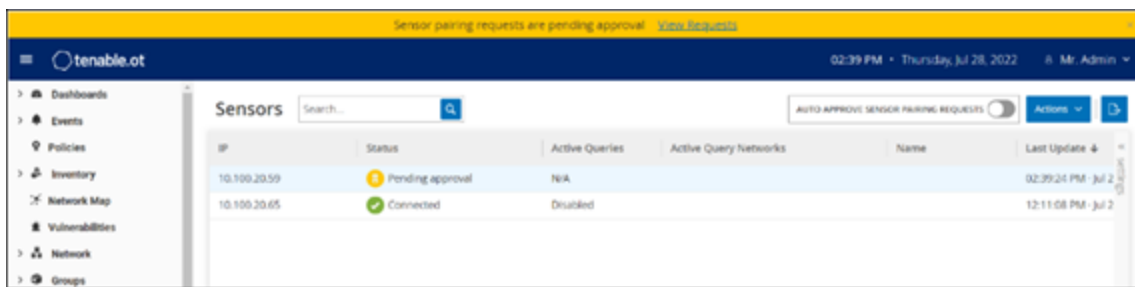 Sensor pairing requests are pending approval View Requests
tenable.ot 02:39 PM • Thursday, Jul 28, 2022 Mr. Admin
Dashboards
Events
Policies
Inventory
Network Map
Vulnerabilities
Network
Groups
Sensors Search... AUTO APPROVE SENSOR PAIRING REQUESTS Actions
IP Status Active Queries Active Query Networks Name Last Update
10.100.20.59 Pending approval N/A 02:39:24 PM - Jul 2
10.100.20.65 Connected Disabled 12:11:08 PM - Jul 2